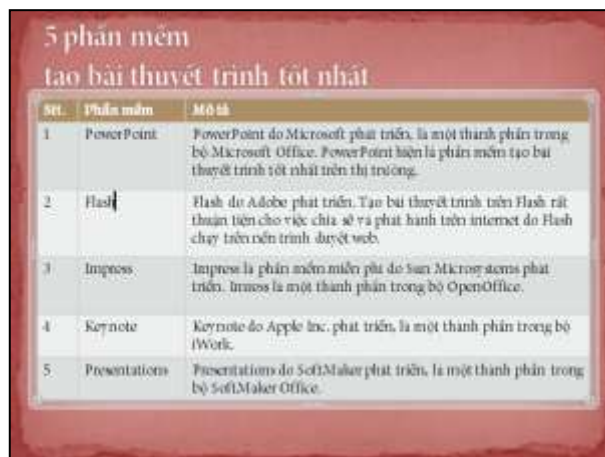 5 phần mềm
tạo bài thuyết trình tốt nhất
Stt. Phần mềm Mô tả
1 PowerPoint PowerPoint do Microsoft phát triển, là một thành phần trong
bộ Microsoft Office. PowerPoint hiện là phần mềm tạo bài
thuyết trình tốt nhất trên thị trường.
2 Flash Flash do Adobe phát triển. Tạo bài thuyết trình trên Flash rất
thuận tiện cho việc chia sẻ và phát hành trên internet do Flash
chạy trên nền trình duyệt web.
3 Impress Impress là phần mềm miễn phí do Sun Microsystems phát
triển. Imress là một thành phần trong bộ OpenOffice.
4 Keynote Keynote do Apple Inc. phát triển, là một thành phần trong bộ
iWork.
5 Presentations Presentations do SoftMaker phát triển, là một thành phần trong
bộ SoftMaker Office.